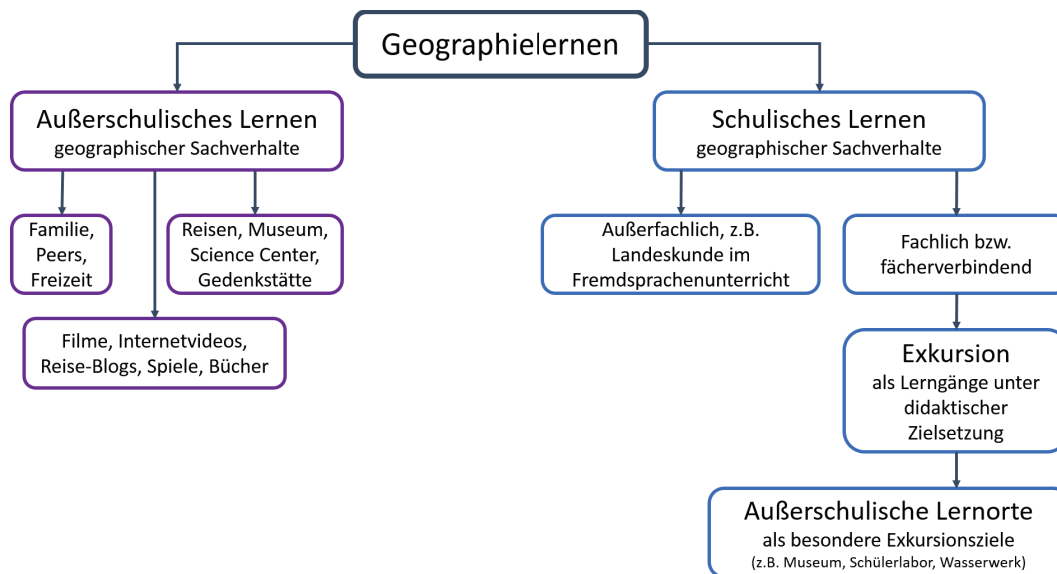 Geographielernen
Außerschulisches Lernen
geographischer Sachverhalte
Schulisches Lernen
geographischer Sachverhalte
Familie,
Peers,
Freizeit
Reisen, Museum,
Science Center,
Gedenkstätte
Außerfachlich, z.B.
Landeskunde im
Fremdsprachenunterricht
Fachlich bzw.
fächerverbindend
Filme, Internetvideos,
Reise-Blogs, Spiele, Bücher
Exkursion
als Lerngänge unter
didaktischer
Zielsetzung
Außerschulische Lernorte
als besondere Exkursionsziele
(z.B. Museum, Schülerlabor, Wasserwerk)